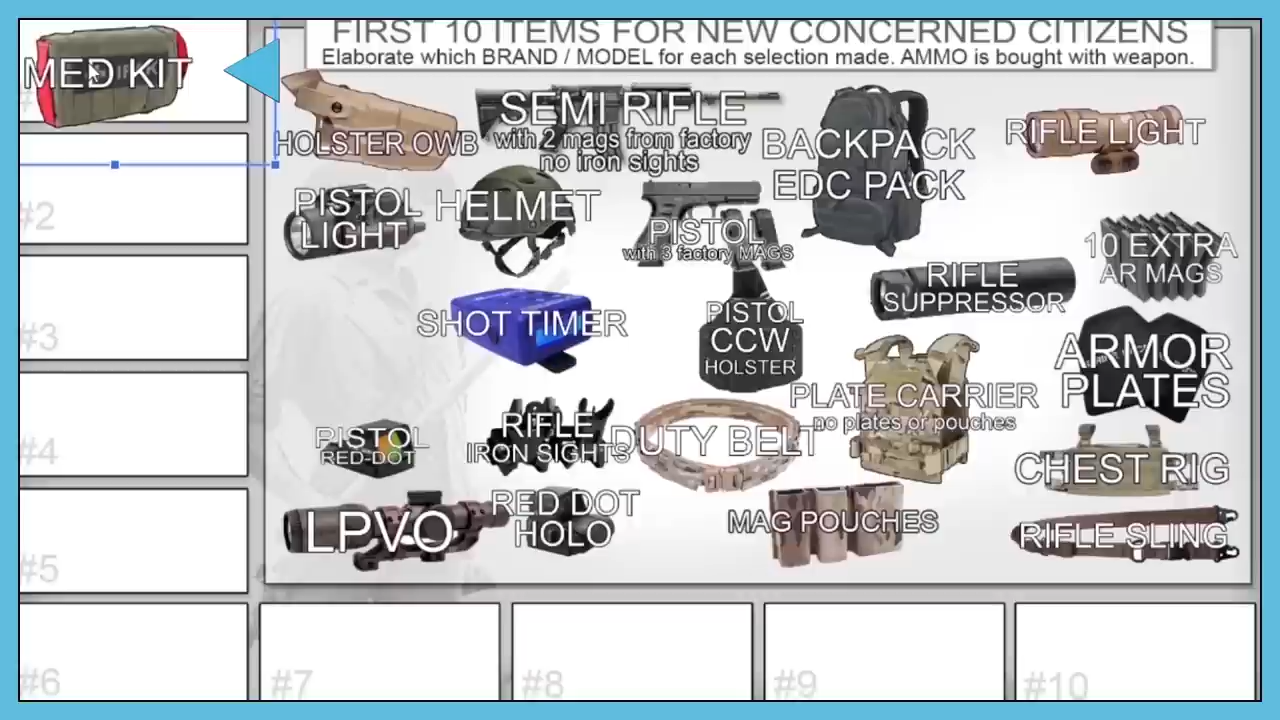 FIRST 10 ITEMS FOR NEW CONCERNED CITIZENS
Elaborate which BRAND / MODEL for each selection made. AMMO is bought with weapon.
MED KIT
HOLSTER OWB
SEMI RIFLE
with 2 mags from factory
no iron sights
BACKPACK
EDC PACK
RIFLE LIGHT
PISTOL
LIGHT
HELMET
PISTOL
with 3 factory MAGS
10 EXTRA
AR MAGS
RIFLE
SUPPRESSOR
SHOT TIMER
PISTOL
CCW
HOLSTER
ARMOR
PLATES
PLATE CARRIER
no plates or pouches
PISTOL
RED-DOT
RIFLE
IRON SIGHTS
DUTY BELT
CHEST RIG
LPVO
RED DOT
HOLO
MAG POUCHES
RIFLE SLING
#2
#3
#4
#5
#6
#7
#8
#9
#10